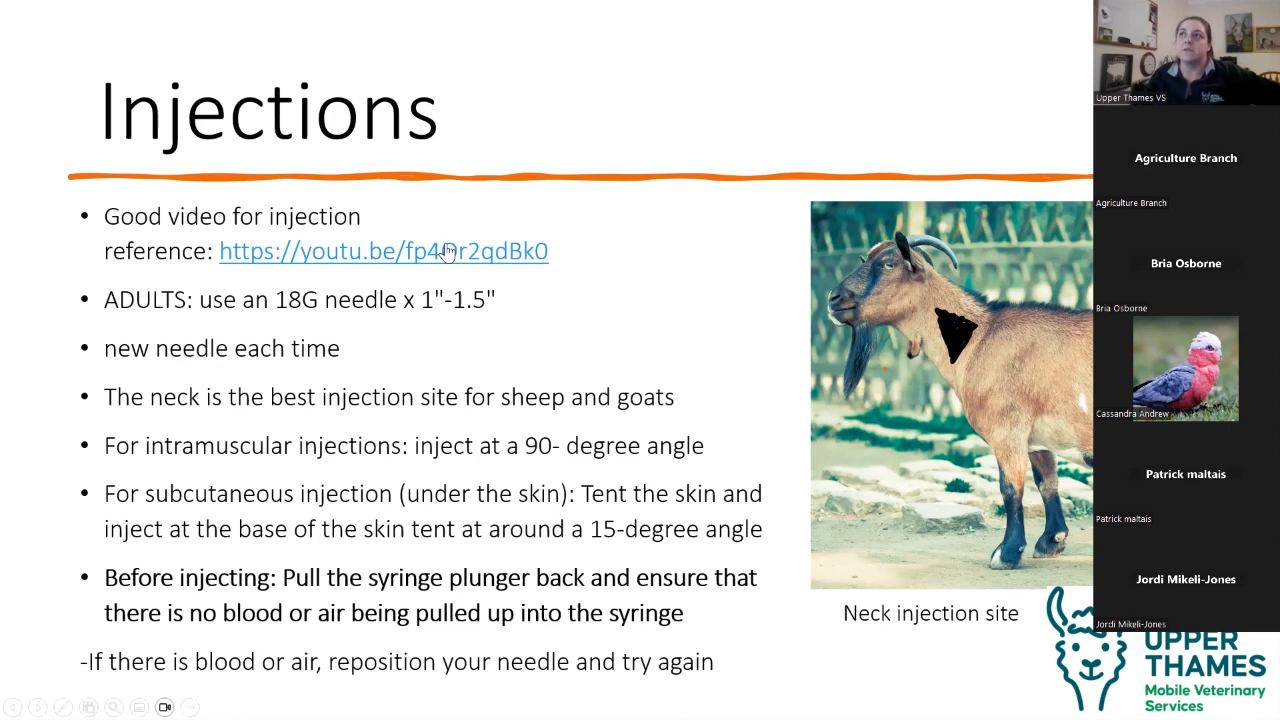 Injections
• Good video for injection
reference: https://youtu.be/fp4Or2qdBk0
• ADULTS: use an 18G needle x 1"-1.5"
• new needle each time
• The neck is the best injection site for sheep and goats
• For intramuscular injections: inject at a 90- degree angle
• For subcutaneous injection (under the skin): Tent the skin and
inject at the base of the skin tent at around a 15-degree angle
• Before injecting: Pull the syringe plunger back and ensure that
there is no blood or air being pulled up into the syringe
-If there is blood or air, reposition your needle and try again
Neck injection site
UPPER
THAMES
Mobile Veterinary
Services
Upper Thames VS
Agriculture Branch
Agriculture Branch
Bria Osborne
Bria Osborne
Cassandra Andrew
Patrick maltais
Patrick maltais
Jordi Mikeli-Jones
Jordi Mikeli-Jones